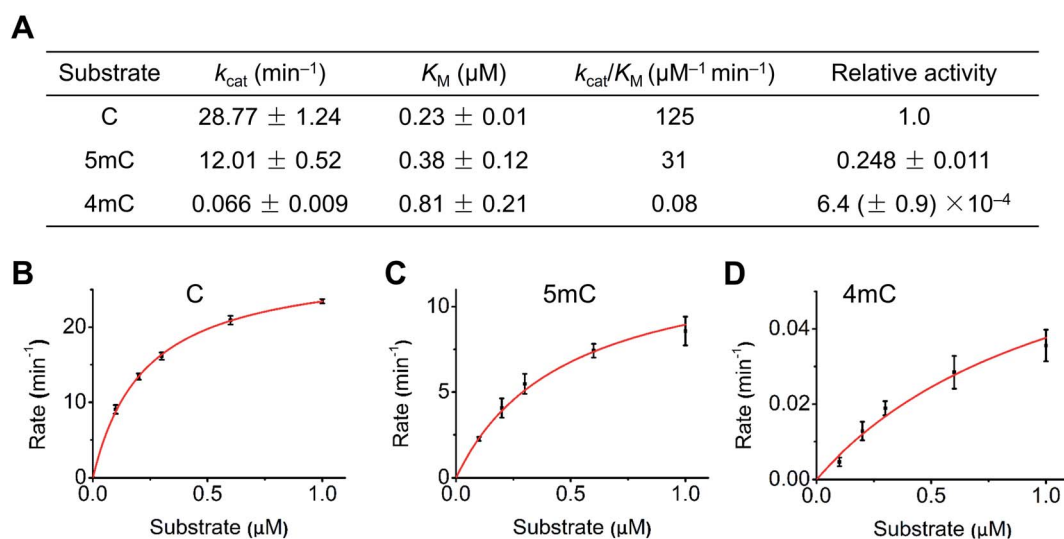 A
Substrate kcat (min–1) KM (µM) kcat/KM (µM–1 min–1) Relative activity
C 28.77 ± 1.24 0.23 ± 0.01 125 1.0
5mC 12.01 ± 0.52 0.38 ± 0.12 31 0.248 ± 0.011
4mC 0.066 ± 0.009 0.81 ± 0.21 0.08 6.4 (± 0.9) ×10–4
B
C
20
10
0
0.0 0.5 1.0
Rate (min-1)
Substrate (µM)
C
5mC
10
5
0
0.0 0.5 1.0
Rate (min-1)
Substrate (µM)
D
4mC
0.04
0.02
0.00
0.0 0.5 1.0
Rate (min-1)
Substrate (µM)